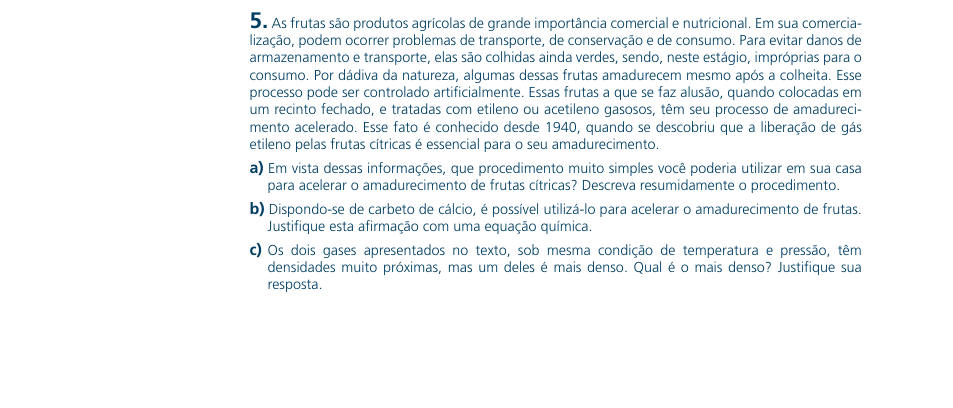 5. As frutas são produtos agrícolas de grande importância comercial e nutricional. Em sua comercia-
lização, podem ocorrer problemas de transporte, de conservação e de consumo. Para evitar danos de
armazenamento e transporte, elas são colhidas ainda verdes, sendo, neste estágio, impróprias para o
consumo. Por dádiva da natureza, algumas dessas frutas amadurecem mesmo após a colheita. Esse
processo pode ser controlado artificialmente. Essas frutas a que se faz alusão, quando colocadas em
um recinto fechado, e tratadas com etileno ou acetileno gasosos, têm seu processo de amadureci-
mento acelerado. Esse fato é conhecido desde 1940, quando se descobriu que a liberação de gás
etileno pelas frutas cítricas é essencial para o seu amadurecimento.
a) Em vista dessas informações, que procedimento muito simples você poderia utilizar em sua casa
para acelerar o amadurecimento de frutas cítricas? Descreva resumidamente o procedimento.
b) Dispondo-se de carbeto de cálcio, é possível utilizá-lo para acelerar o amadurecimento de frutas.
Justifique esta afirmação com uma equação química.
c) Os dois gases apresentados no texto, sob mesma condição de temperatura e pressão, têm
densidades muito próximas, mas um deles é mais denso. Qual é o mais denso? Justifique sua
resposta.